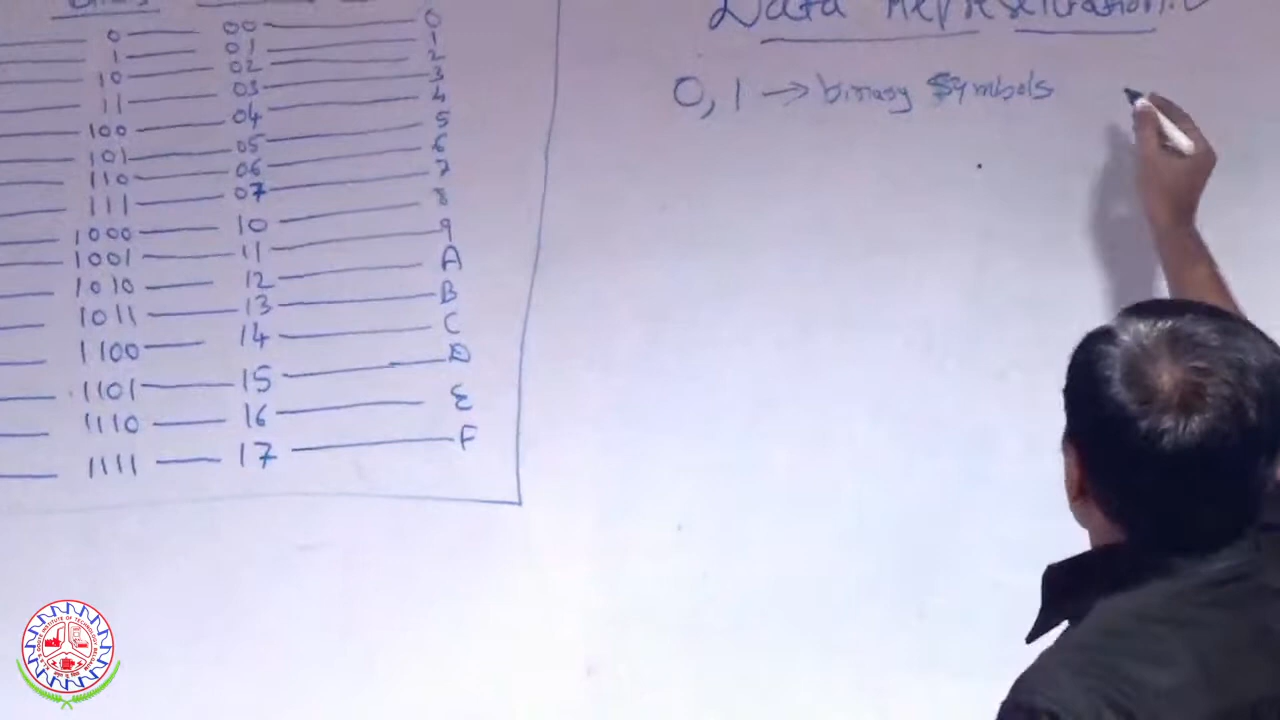 0 00 0
1 01 1
10 02 2
11 03 3
100 04 4
101 05 5
110 06 6
111 07 7
1000 10 8
1001 11 9
1010 12 A
1011 13 B
1100 14 C
1101 15 D
1110 16 E
1111 17 F
Data Representation
0, 1 → binary Symbols